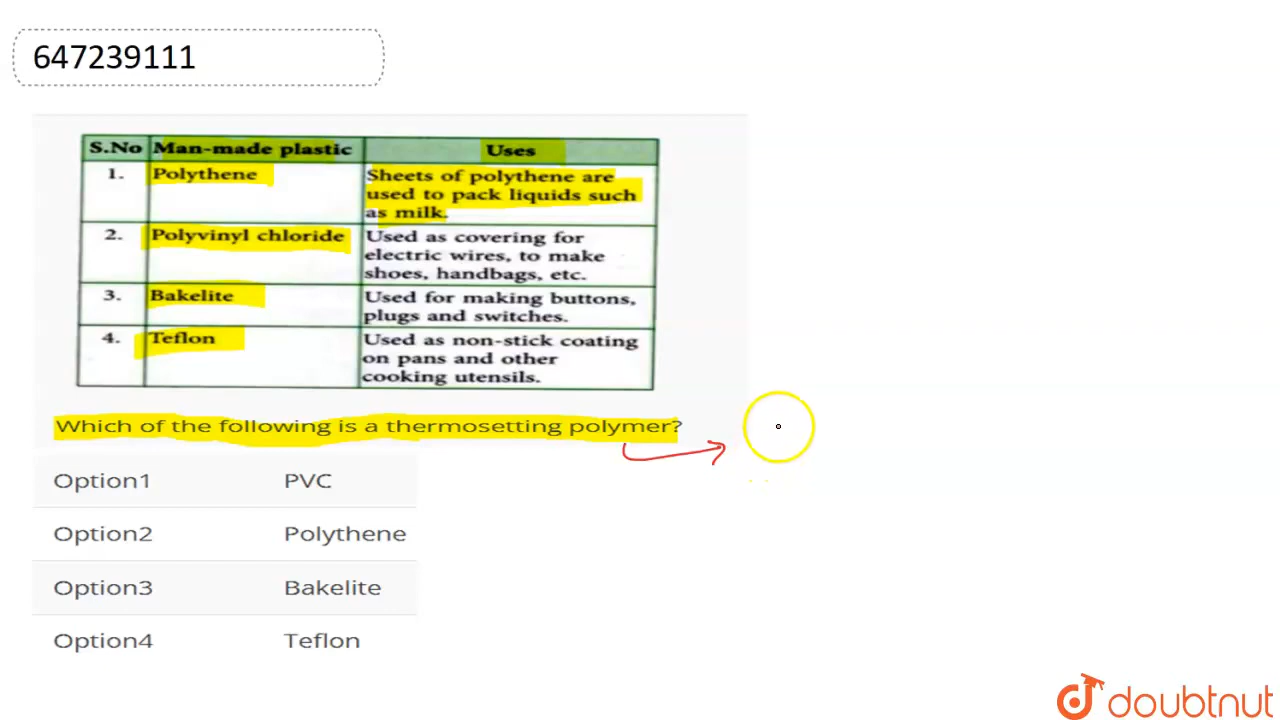 647239111
S.No Man-made plastic Uses
1. Polythene Sheets of polythene are
used to pack liquids such
as milk.
2. Polyvinyl chloride Used as covering for
electric wires, to make
shoes, handbags, etc.
3. Bakelite Used for making buttons,
plugs and switches.
4. Teflon Used as non-stick coating
on pans and other
cooking utensils.
Which of the following is a thermosetting polymer?
Option1 PVC
Option2 Polythene
Option3 Bakelite
Option4 Teflon
doubtnut